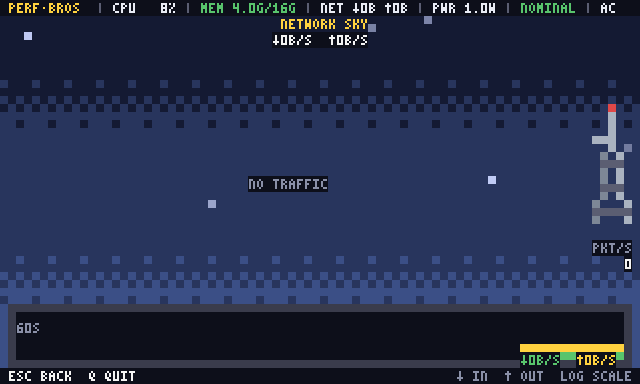 PERF·BROS | CPU 8% | MEM 4.0G/16G | NET ↓0B ↑0B | PWR 1.0W | NOMINAL | AC
NETWORK SKY
↓0B/S ↑0B/S
NO TRAFFIC
PKT/S
0
60S
↓0B/S ↑0B/S
ESC BACK Q QUIT ↓ IN ↑ OUT LOG SCALE